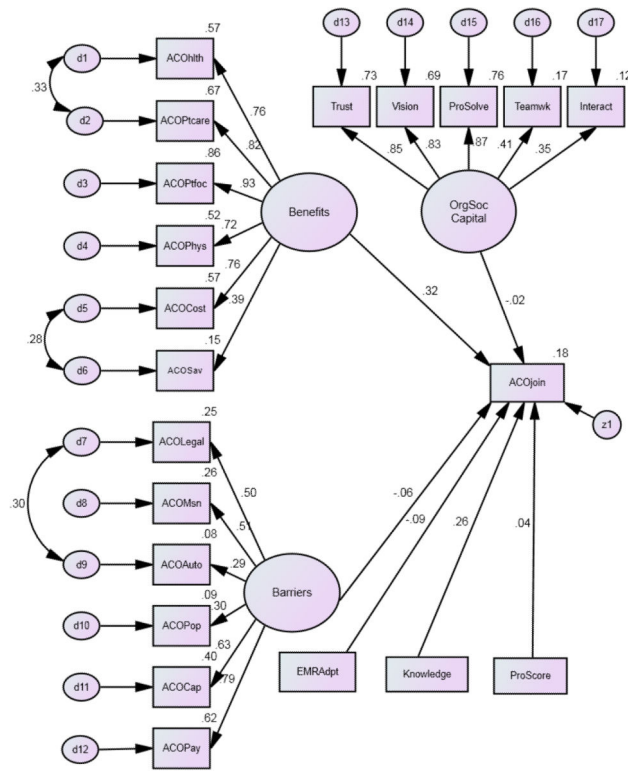 d13
d14
d15
d16
d17
.73
.69
.76
.17
.12
Trust
Vision
ProSolve
Teamwk
Interact
.85
.83
.87
.41
.35
OrgSoc
Capital
d1
.57
ACOhlth
.33
.76
d2
.67
ACOPtcare
.82
d3
.86
ACOPtfoc
.93
Benefits
d4
.52
ACOPhys
.72
d5
.57
ACOCost
.76
.28
d6
.15
ACOSav
.39
.32
-.02
.18
ACOjoin
z1
d7
.25
ACOLegal
.50
.30
d8
.26
ACOMsn
.51
d9
.08
ACOAuto
.29
Barriers
d10
.09
ACOPop
.30
d11
.40
ACOCap
.63
d12
.62
ACOPay
.79
-.06
-.09
.26
.04
EMRAdpt
Knowledge
ProScore